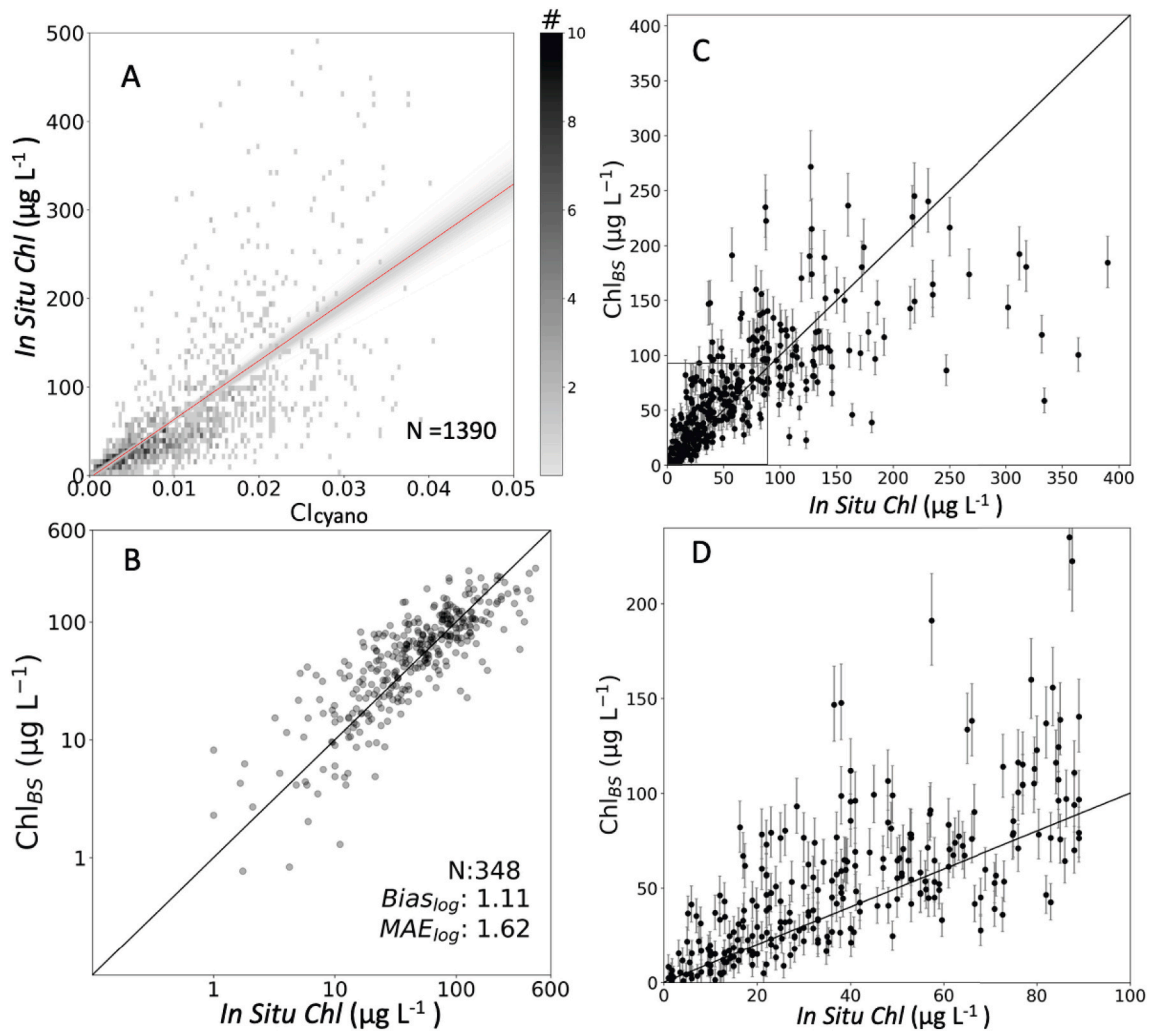 A
#
500
400
300
200
100
0
In Situ Chl (µg L-1)
N =1390
0.00 0.01 0.02 0.03 0.04 0.05
CIcyano
10
8
6
4
2
C
400
350
300
250
200
150
100
50
0
ChlBS (µg L−1)
0 50 100 150 200 250 300 350 400
In Situ Chl (µg L-1 )
B
600
100
10
1
ChlBS (µg L−1)
N:348
Biaslog: 1.11
MAElog: 1.62
1 10 100 600
In Situ Chl (µg L-1 )
D
200
150
100
50
0
ChlBS (µg L−1)
0 20 40 60 80 100
In Situ Chl (µg L-1 )